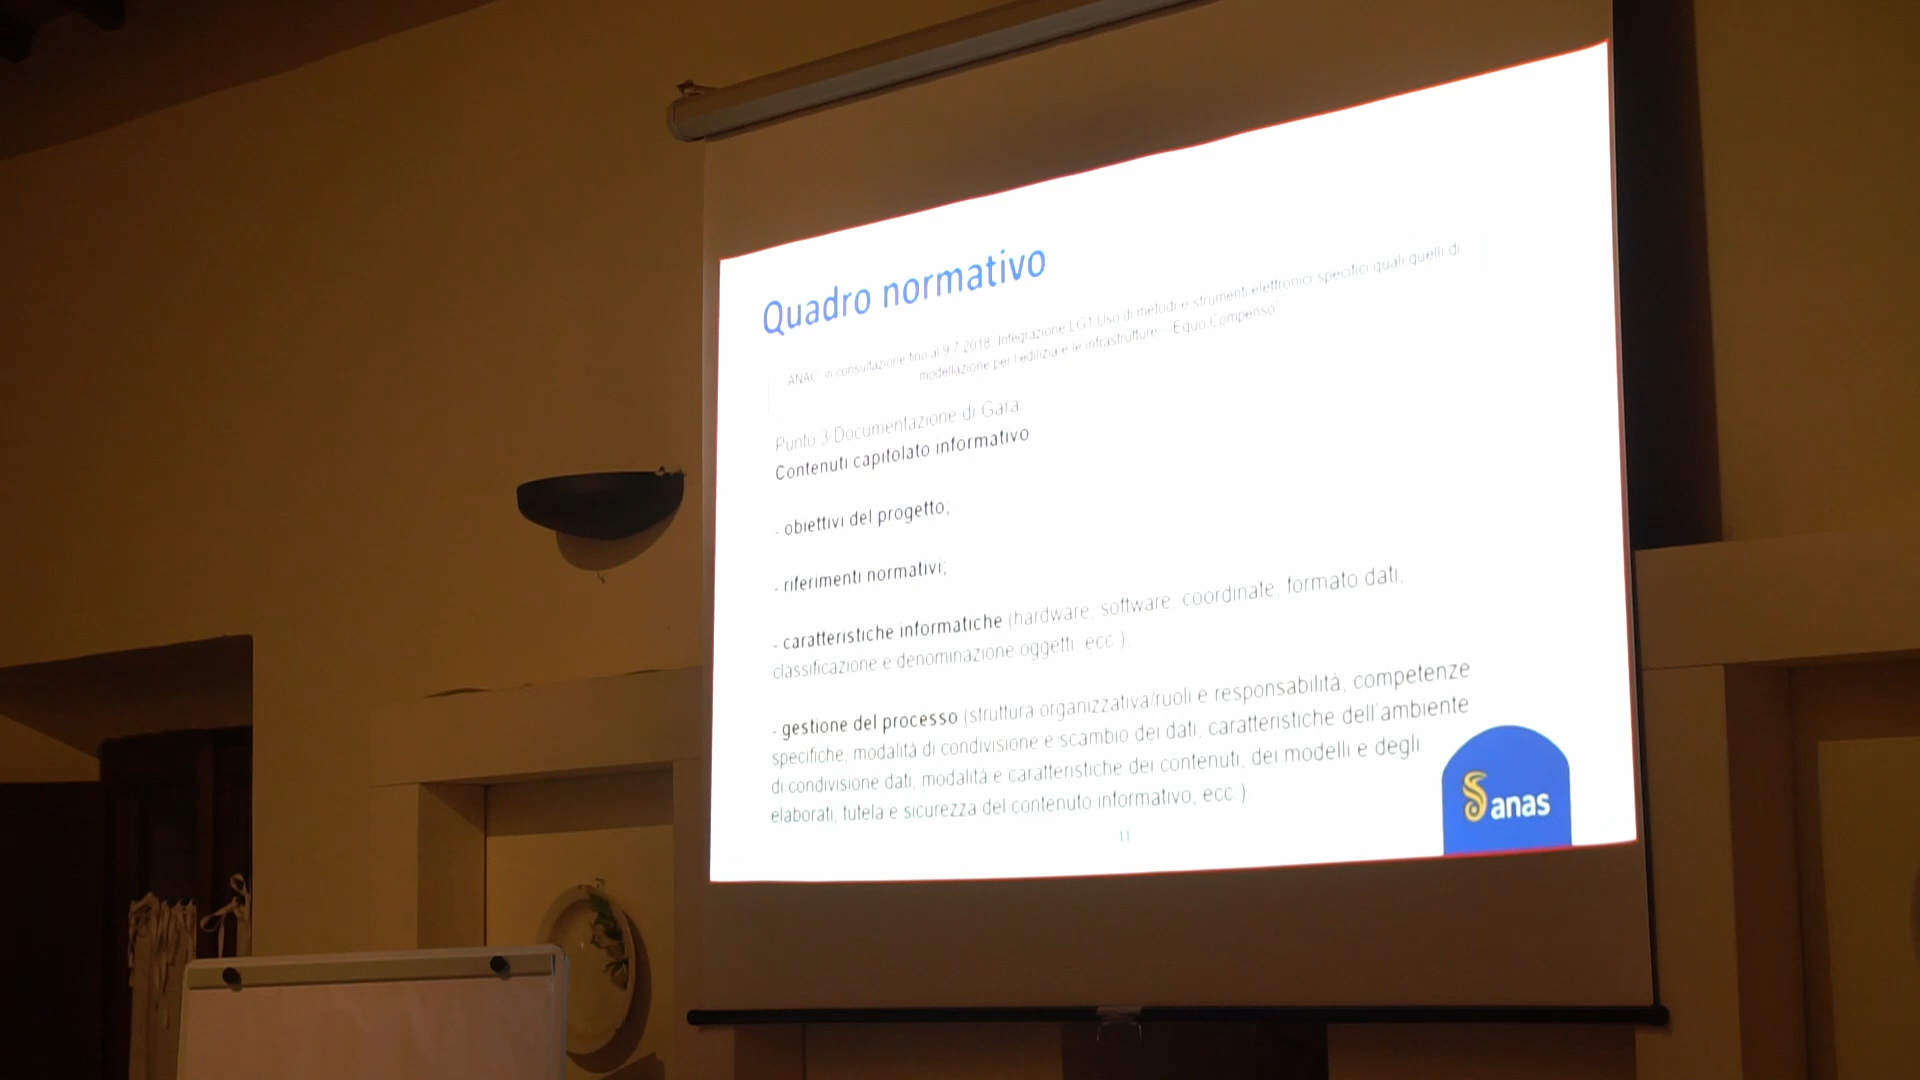 Quadro normativo
ANAC in consultazione fino al 9.7.2018. Integrazione LG1 Uso di metodi e strumenti elettronici specifici quali quelli di
modellazione per l'edilizia e le infrastrutture – Equo Compenso"
Punto 3 Documentazione di Gara
Contenuti capitolato informativo
- obiettivi del progetto;
- riferimenti normativi;
- caratteristiche informatiche (hardware, software, coordinate, formato dati,
classificazione e denominazione oggetti, ecc.);
- gestione del processo (struttura organizzativa/ruoli e responsabilità, competenze
specifiche, modalità di condivisione e scambio dei dati, caratteristiche dell'ambiente
di condivisione dati, modalità e caratteristiche dei contenuti, dei modelli e degli
elaborati, tutela e sicurezza del contenuto informativo, ecc.)
11
anas